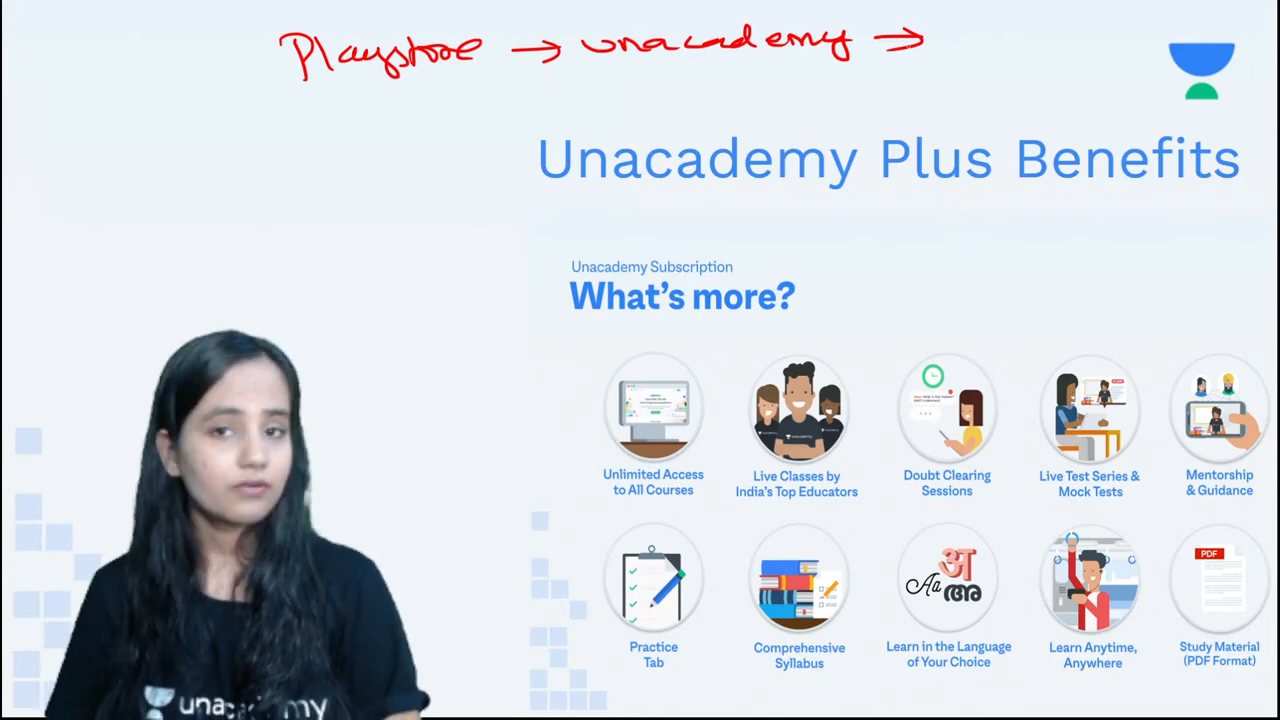 Playstore → unacademy →
Unacademy Plus Benefits
Unacademy Subscription
What's more?
Unlimited Access
to All Courses
Live Classes by
India's Top Educators
Doubt Clearing
Sessions
Live Test Series &
Mock Tests
Mentorship
& Guidance
अ
Aa അ
PDF
Practice
Tab
Comprehensive
Syllabus
Learn in the Language
of Your Choice
Learn Anytime,
Anywhere
Study Material
(PDF Format)
unacademy